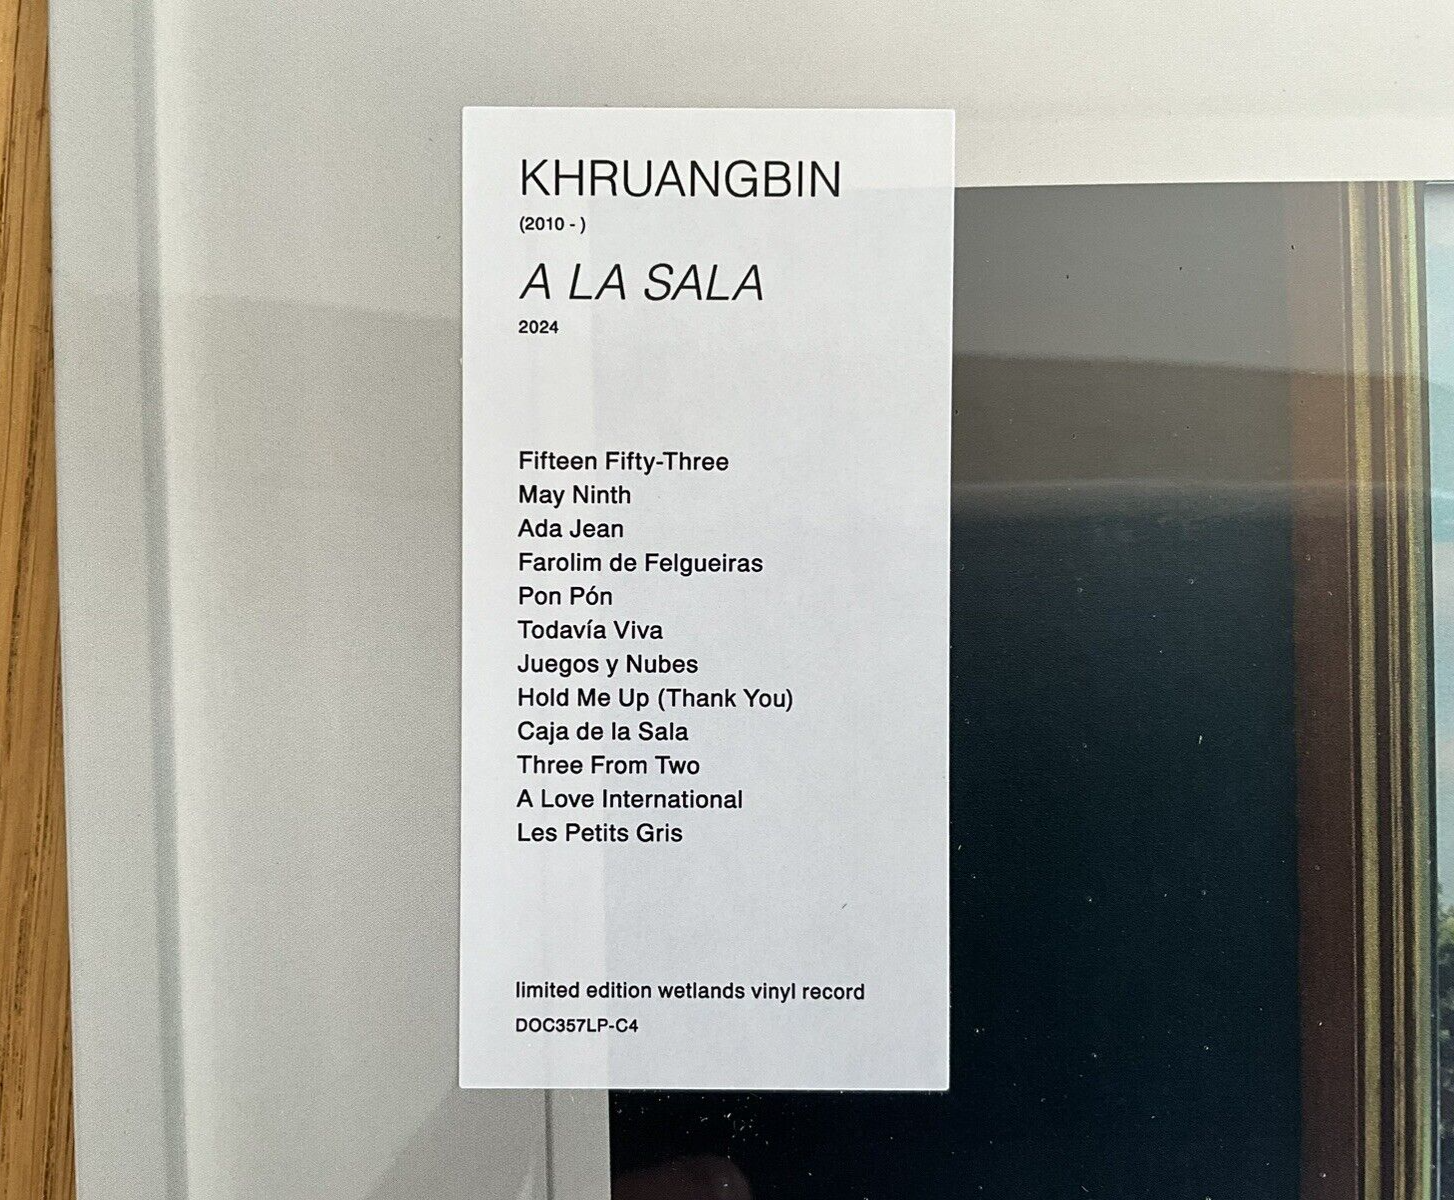 KHRUANGBIN
(2010 - )
A LA SALA
2024
Fifteen Fifty-Three
May Ninth
Ada Jean
Farolim de Felgueiras
Pon Pón
Todavía Viva
Juegos y Nubes
Hold Me Up (Thank You)
Caja de la Sala
Three From Two
A Love International
Les Petits Gris
limited edition wetlands vinyl record
DOC357LP-C4